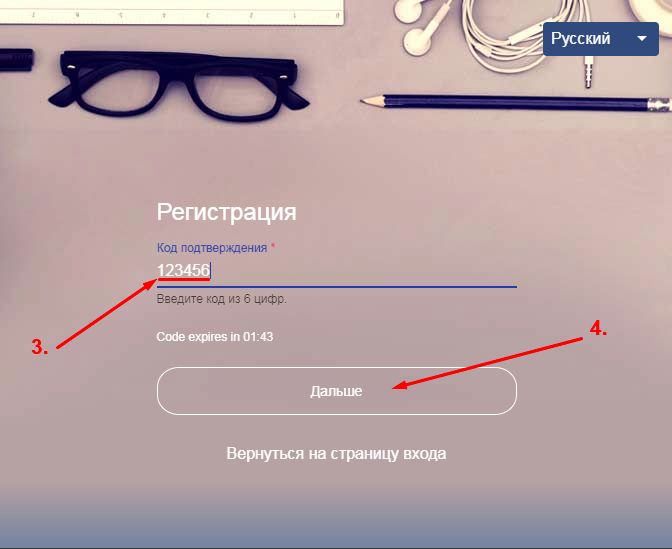 Русский
Регистрация
Код подтверждения *
123456
Введите код из 6 цифр.
3.
Code expires in 01:43
4.
Дальше
Вернуться на страницу входа